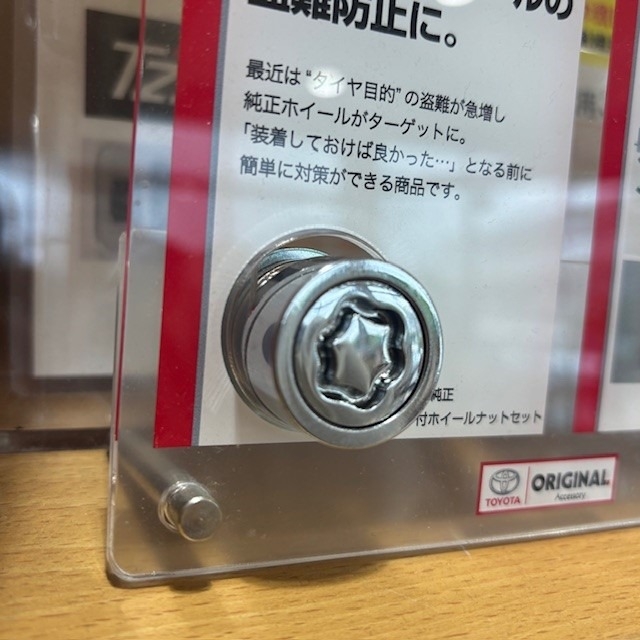 ルの
盗難防止に。
最近は“タイヤ目的”の盗難が急増し
純正ホイールがターゲットに。
「装着しておけば良かった…」となる前に
簡単に対策ができる商品です。
純正
付ホイールナットセット
TOYOTA
ORIGINAL
Accessory